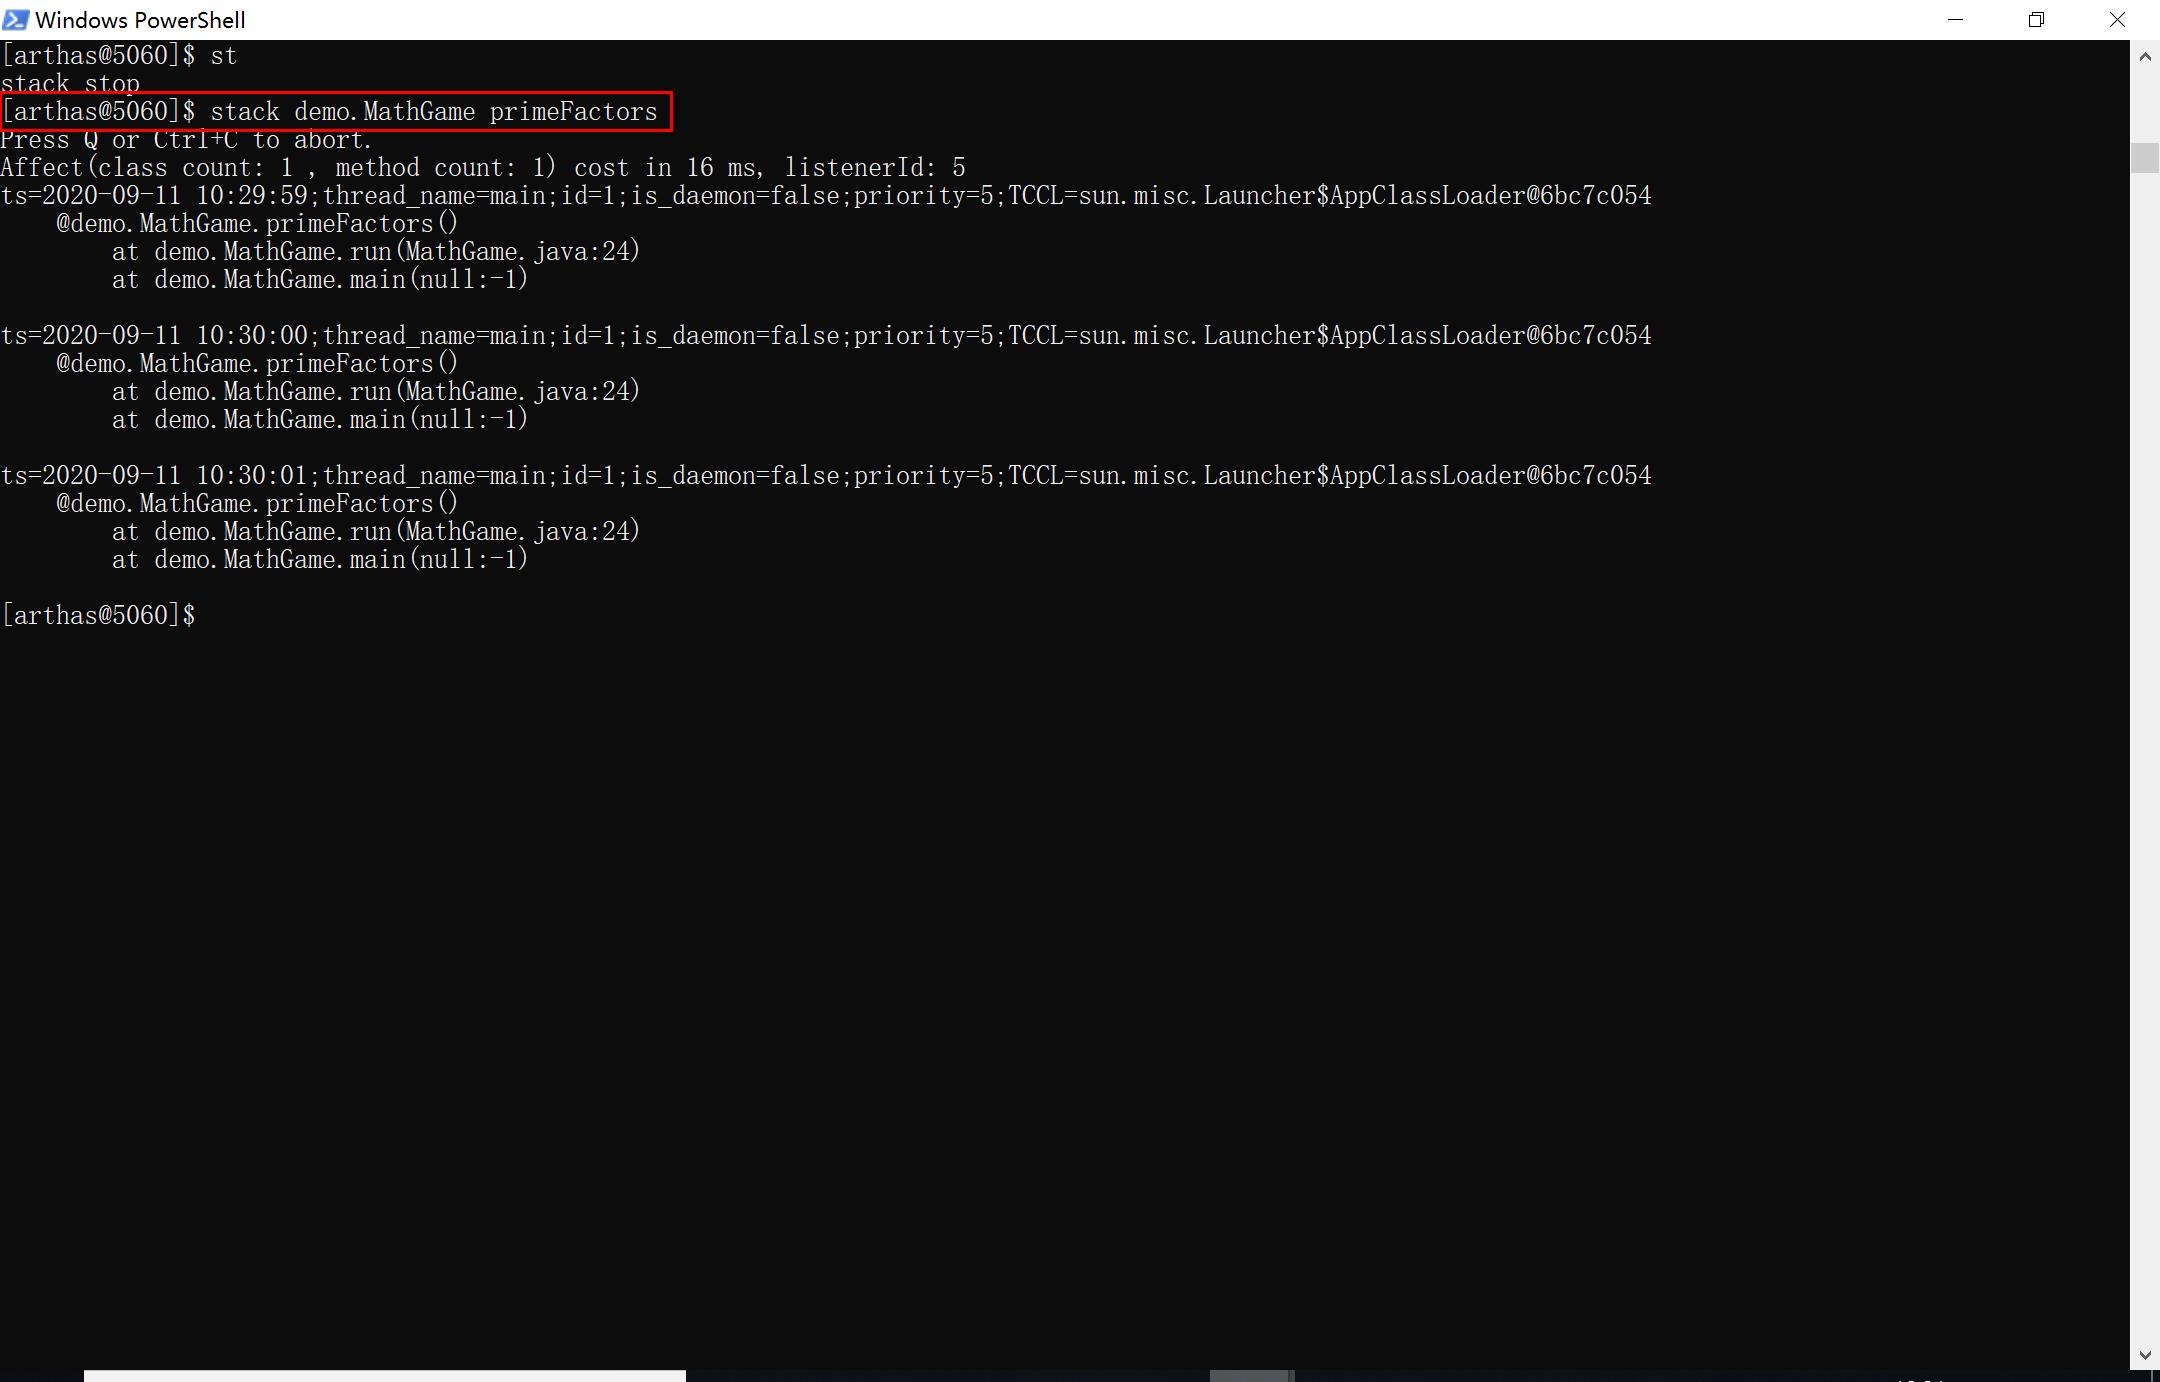 Windows PowerShell
[arthas@5060]$ st
stack stop
[arthas@5060]$ stack demo.MathGame primeFactors
Press Q or Ctrl+C to abort.
Affect(class count: 1 , method count: 1) cost in 16 ms, listenerId: 5
ts=2020-09-11 10:29:59;thread_name=main;id=1;is_daemon=false;priority=5;TCCL=sun.misc.Launcher$AppClassLoader@6bc7c054
    @demo.MathGame.primeFactors()
        at demo.MathGame.run(MathGame.java:24)
        at demo.MathGame.main(null:-1)
ts=2020-09-11 10:30:00;thread_name=main;id=1;is_daemon=false;priority=5;TCCL=sun.misc.Launcher$AppClassLoader@6bc7c054
    @demo.MathGame.primeFactors()
        at demo.MathGame.run(MathGame.java:24)
        at demo.MathGame.main(null:-1)
ts=2020-09-11 10:30:01;thread_name=main;id=1;is_daemon=false;priority=5;TCCL=sun.misc.Launcher$AppClassLoader@6bc7c054
    @demo.MathGame.primeFactors()
        at demo.MathGame.run(MathGame.java:24)
        at demo.MathGame.main(null:-1)
[arthas@5060]$